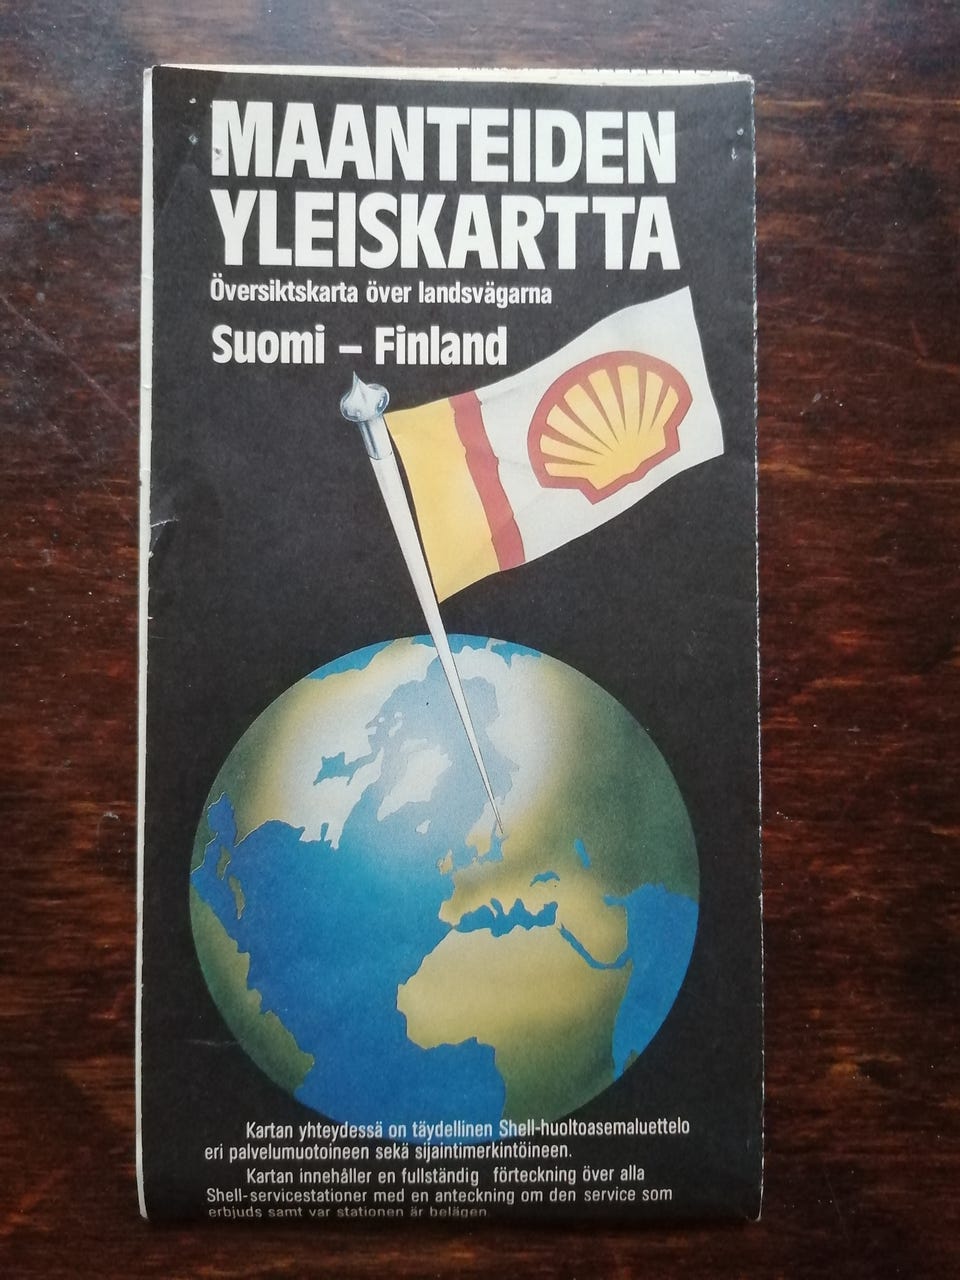 MAANTEIDEN
YLEISKARTTA
Översiktskarta över landsvägarna
Suomi – Finland
Kartan yhteydessä on täydellinen Shell-huoltoasemaluettelo
eri palvelumuotoineen sekä sijaintimerkintöineen.
Kartan innehåller en fullständig förteckning över alla
Shell-servicestationer med en anteckning om den service som
erbjuds samt var stationen är belägen.